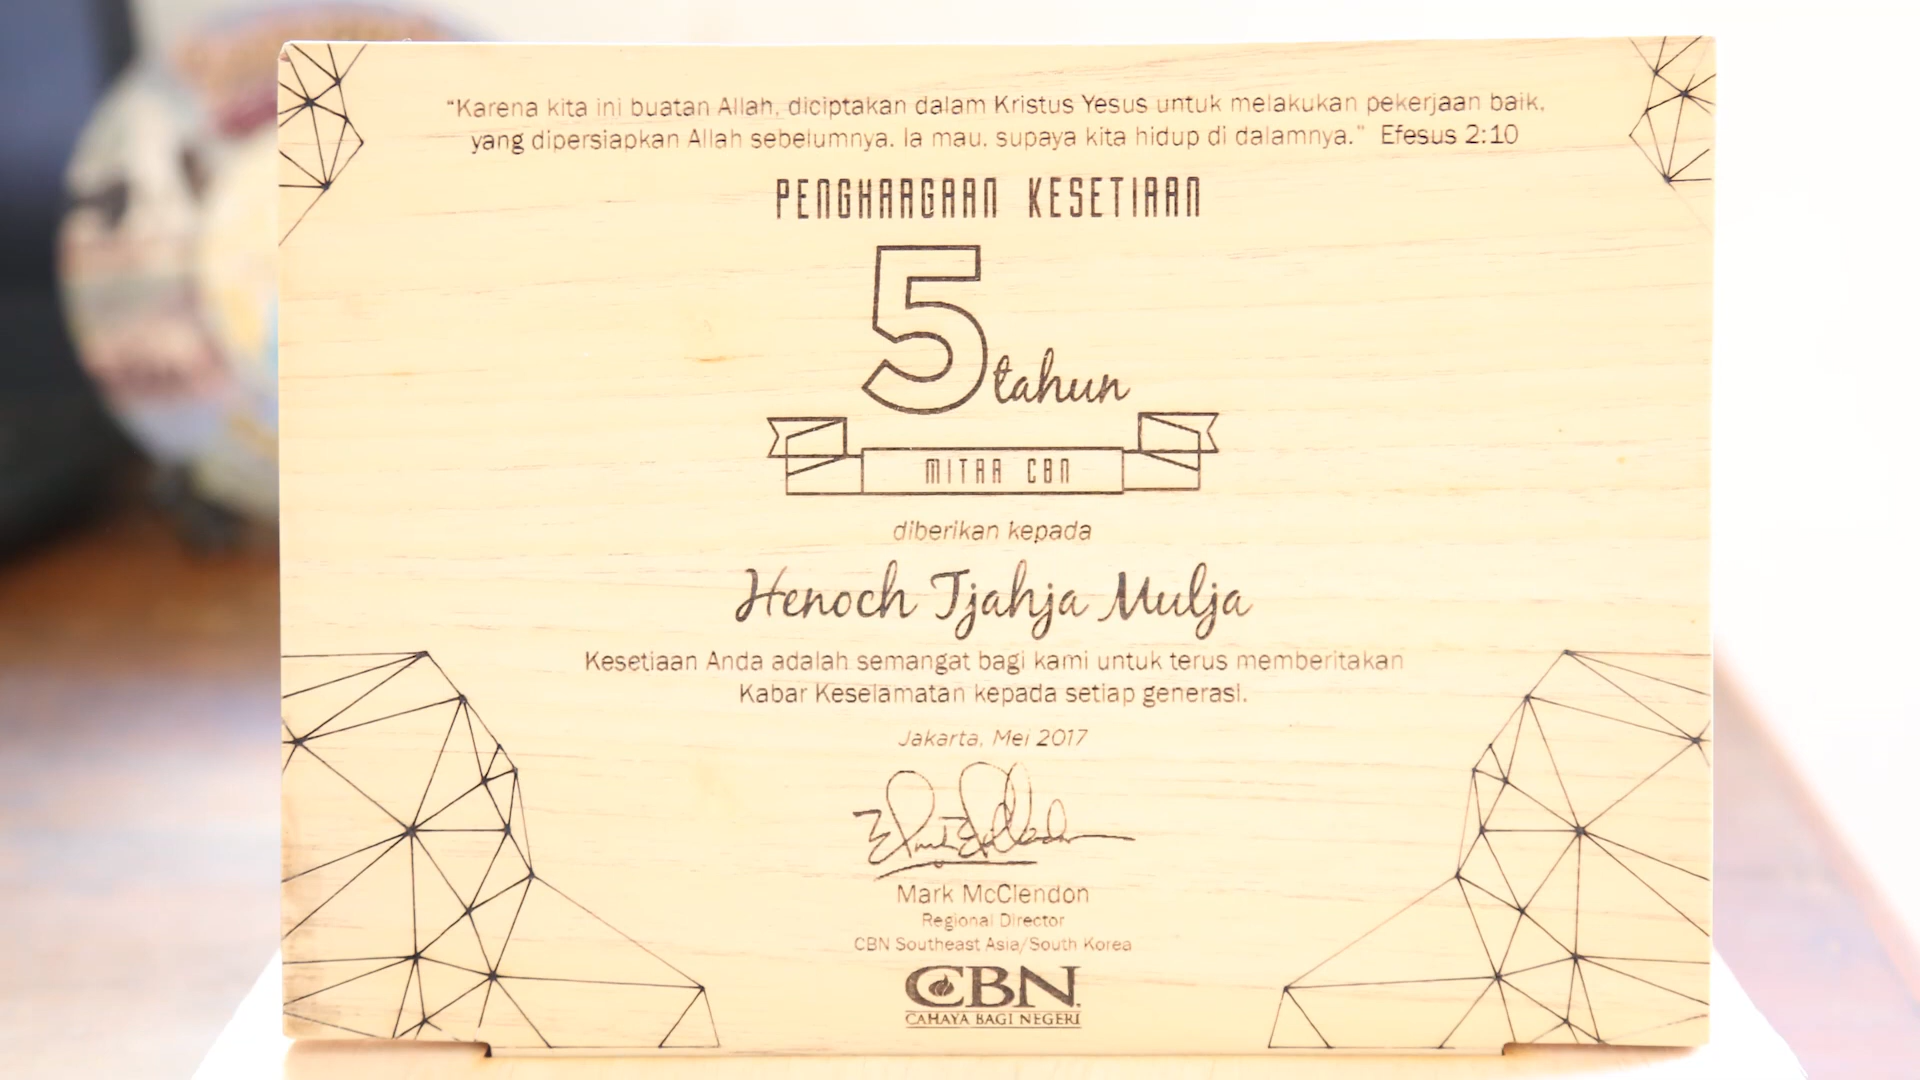 "Karena kita ini buatan Allah, diciptakan dalam Kristus Yesus untuk melakukan pekerjaan baik,
yang dipersiapkan Allah sebelumnya. Ia mau, supaya kita hidup di dalamnya." Efesus 2:10
PENGHARGAAN KESETIAAN
5 tahun
MITRA CBN
diberikan kepada
Henoch Tjahja Mulja
Kesetiaan Anda adalah semangat bagi kami untuk terus memberitakan
Kabar Keselamatan kepada setiap generasi.
Jakarta, Mei 2017
Mark McClendon
Regional Director
CBN Southeast Asia/South Korea
CBN
CAHAYA BAGI NEGERI